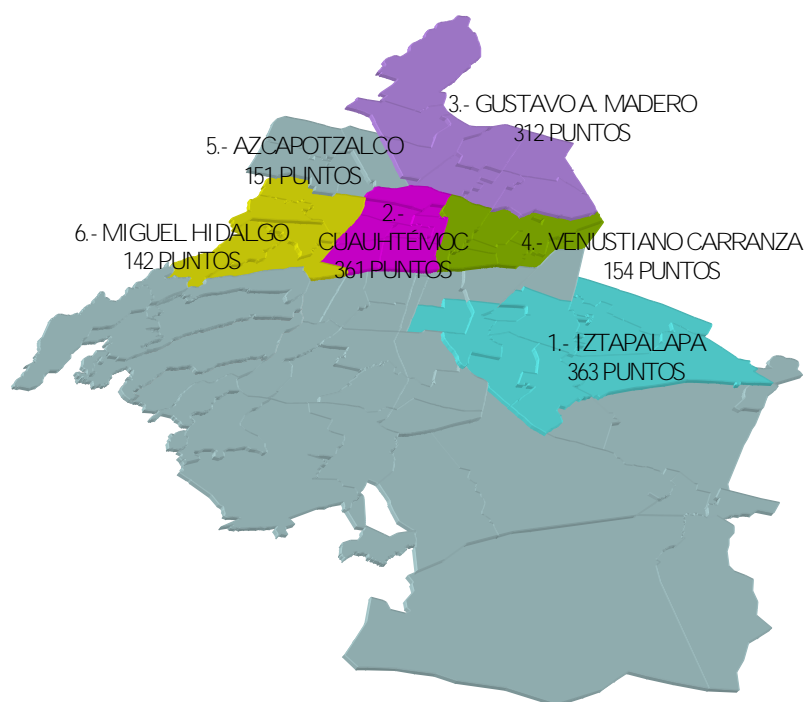 3.- GUSTAVO A. MADERO
312 PUNTOS
5.- AZCAPOTZALCO
151 PUNTOS
6.- MIGUEL HIDALGO
142 PUNTOS
2.-
CUAUHTÉMOC
361 PUNTOS
4.- VENUSTIANO CARRANZA
154 PUNTOS
1.- IZTAPALAPA
363 PUNTOS